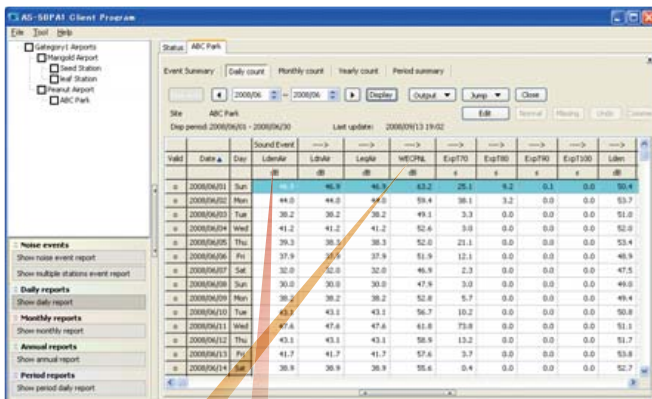 AS-50PA1 Client Program
File Tool Help
Gategory1 Airports
Marigold Airport
Seed Station
leaf Station
Peanut Airport
ABC Park
Noise events
Show noise event report
Show multiple stations event report
Daily reports
Show daily report
Monthly reports
Show monthly report
Annual reports
Show annual report
Period reports
Show period daily report
Status ABC Park
Event Summary Daily count Monthly count Yearly count Period summary
2008/06 ~ 2008/06 Display Output Jump Close
Site ABC Park Edit Normal Missing Undo
Disp period: 2008/06/01 - 2008/06/30 Last update: 2008/09/13 19:02
Sound Event ---> ---> ---> ---> ---> ---> ---> --->
Valid Date Day LdenAir LdnAir LeqAir WECPNL ExpT70 ExpT80 ExpT90 ExpT100 Lden
dB dB dB dB s s s s dB
o 2008/06/01 Sun 46.9 46.9 46.9 63.2 25.1 9.2 0.1 0.0 50.4
o 2008/06/02 Mon 44.0 44.0 44.0 59.4 38.1 3.2 0.0 0.0 53.7
o 2008/06/03 Tue 38.2 38.2 38.2 49.1 3.3 0.0 0.0 0.0 51.0
o 2008/06/04 Wed 41.2 41.2 41.2 52.6 3.0 0.0 0.0 0.0 52.0
o 2008/06/05 Thu 39.3 38.3 38.3 52.0 21.1 0.0 0.0 0.0 53.4
o 2008/06/06 Fri 37.9 37.9 37.9 51.9 12.1 0.0 0.0 0.0 48.9
o 2008/06/07 Sat 32.0 32.0 32.0 46.9 2.3 0.0 0.0 0.0 47.5
o 2008/06/08 Sun 30.0 30.0 30.0 47.9 3.0 0.0 0.0 0.0 49.0
o 2008/06/09 Mon 38.2 38.2 38.2 52.8 5.7 0.0 0.0 0.0 49.4
o 2008/06/10 Tue 43.1 43.1 43.1 56.7 10.2 0.0 0.0 0.0 50.8
o 2008/06/11 Wed 47.6 47.6 47.6 61.8 73.8 0.0 0.0 0.0 51.1
o 2008/06/12 Thu 43.1 43.1 43.1 58.9 13.2 0.0 0.0 0.0 51.7
o 2008/06/13 Fri 41.7 41.7 41.7 57.6 3.7 0.0 0.0 0.0 53.8
o 2008/06/14 Sat 38.9 38.9 38.9 55.6 0.4 0.0 0.0 0.0 52.7